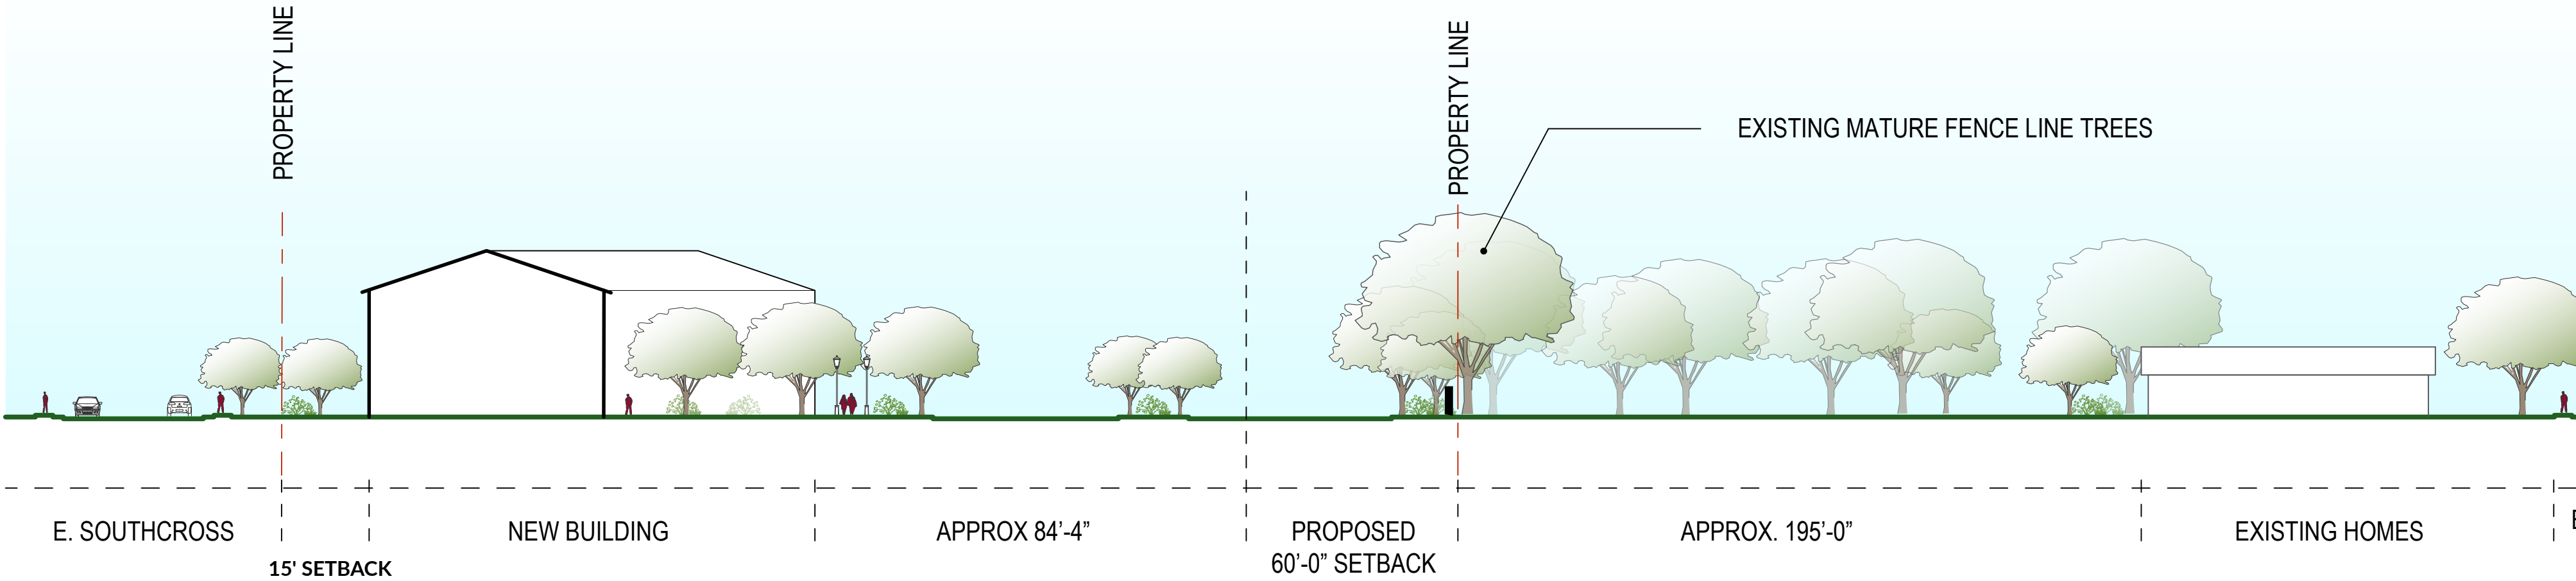 PROPERTY LINE
PROPERTY LINE
EXISTING MATURE FENCE LINE TREES
E. SOUTHCROSS
15' SETBACK
NEW BUILDING
APPROX 84’-4”
PROPOSED
60’-0” SETBACK
APPROX. 195’-0”
EXISTING HOMES